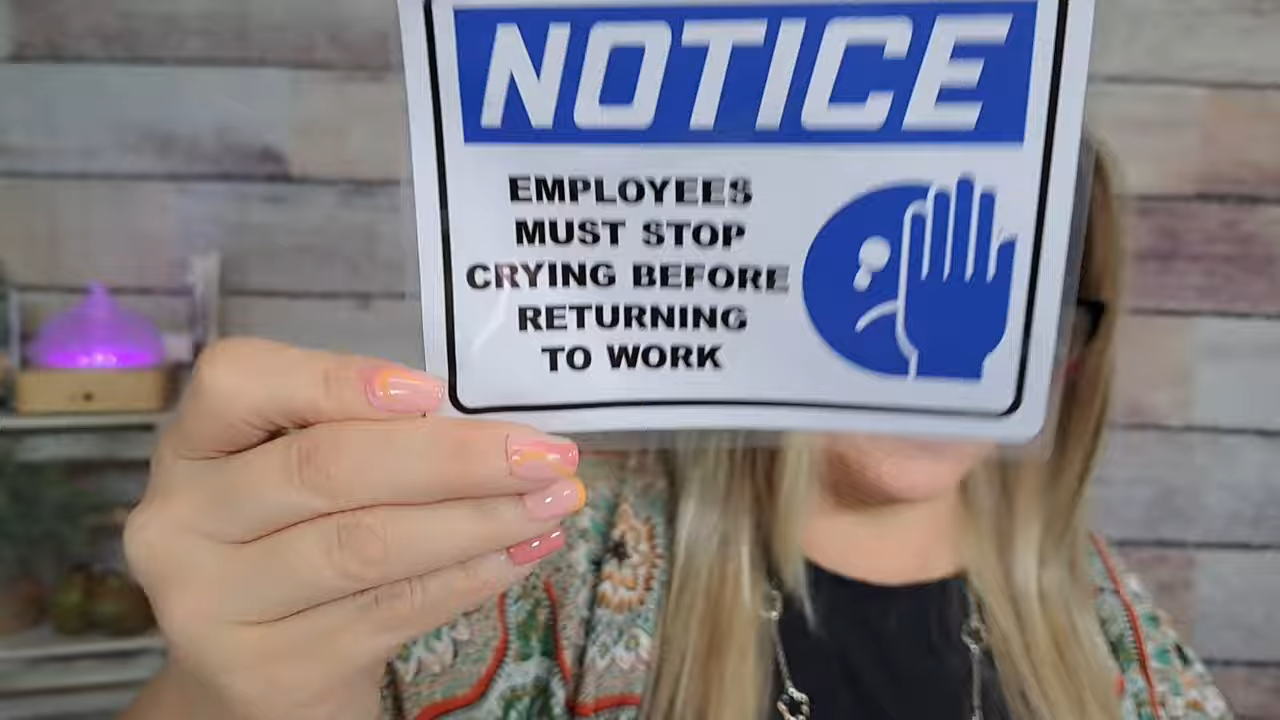 NOTICE
EMPLOYEES
MUST STOP
CRYING BEFORE
RETURNING
TO WORK